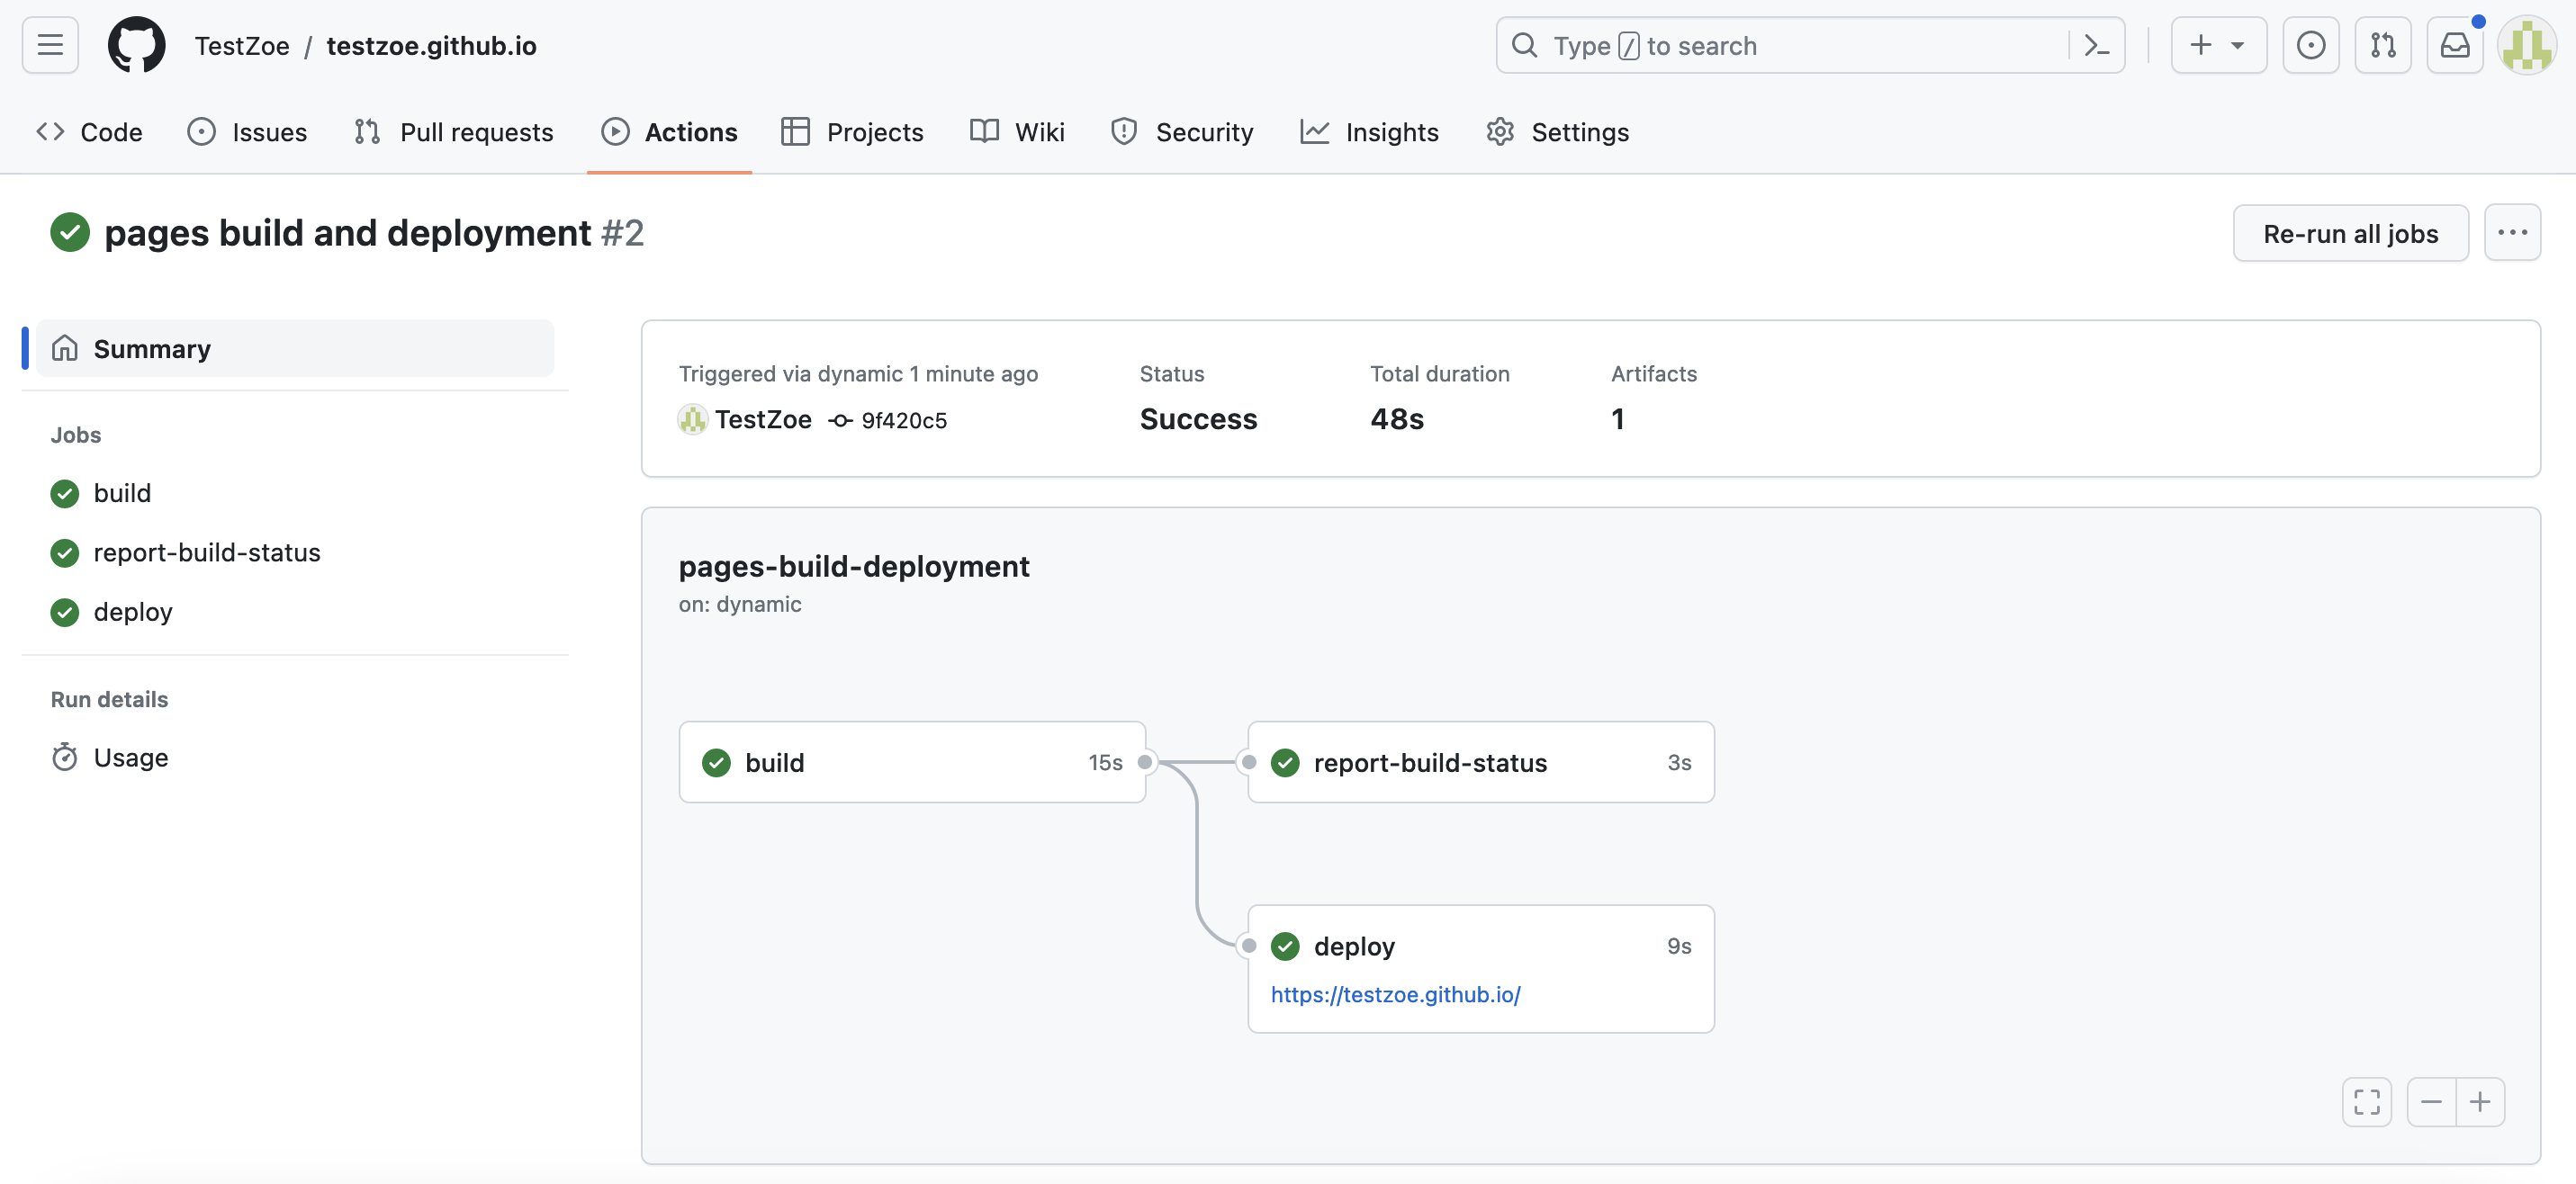 TestZoe / testzoe.github.io
Type / to search
Code Issues Pull requests Actions Projects Wiki Security Insights Settings
pages build and deployment #2
Re-run all jobs
Summary
Jobs
build
report-build-status
deploy
Run details
Usage
Triggered via dynamic 1 minute ago
TestZoe 9f420c5
Status
Success
Total duration
48s
Artifacts
1
pages-build-deployment
on: dynamic
build 15s
report-build-status 3s
deploy 9s
https://testzoe.github.io/